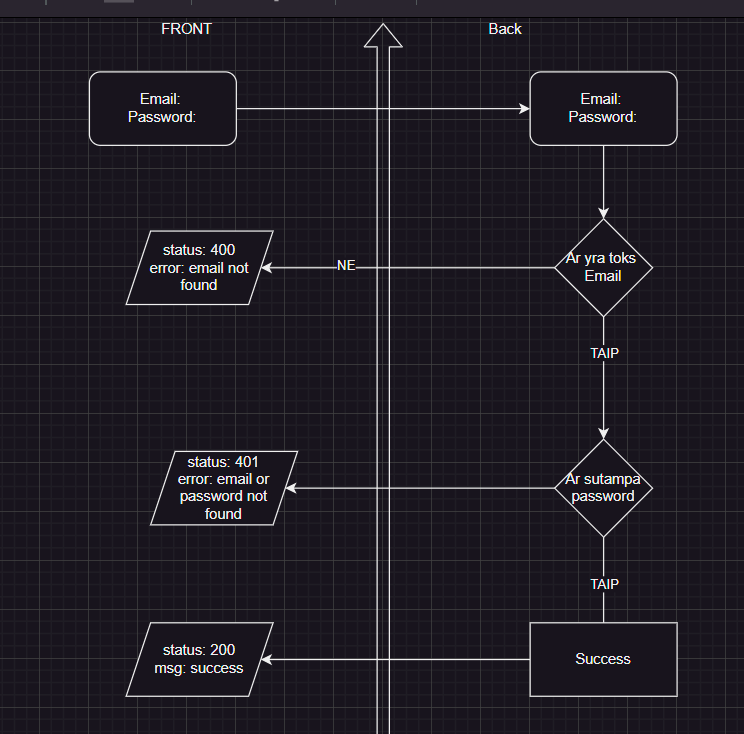 FRONT
Back
Email:
Password:
Email:
Password:
status: 400
error: email not
found
NE
Ar yra toks
Email
TAIP
status: 401
error: email or
password not
found
Ar sutampa
password
TAIP
status: 200
msg: success
Success